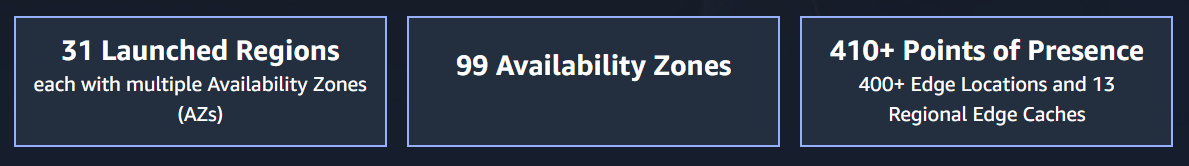 31 Launched Regions
each with multiple Availability Zones
(AZs)
99 Availability Zones
410+ Points of Presence
400+ Edge Locations and 13
Regional Edge Caches